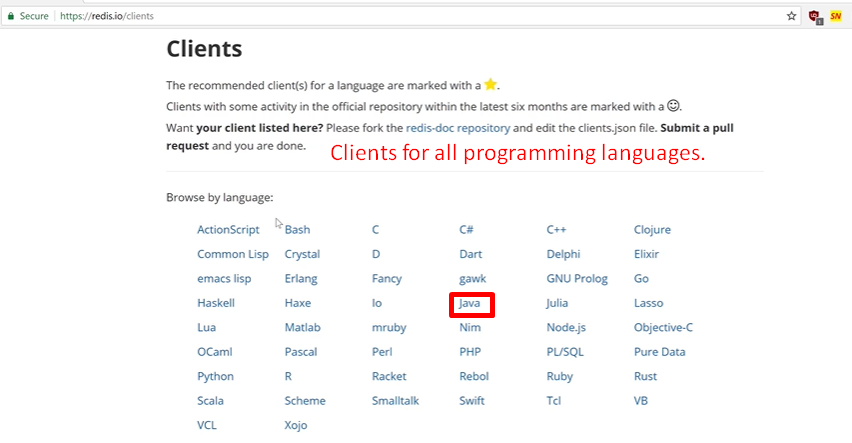 Secure https://redis.io/clients
SN
1
Clients
The recommended client(s) for a language are marked with a ⭐.
Clients with some activity in the official repository within the latest six months are marked with a ☺.
Want your client listed here? Please fork the redis-doc repository and edit the clients.json file. Submit a pull
request and you are done.
Clients for all programming languages.
Browse by language:
ActionScript Bash C C# C++ Clojure
Common Lisp Crystal D Dart Delphi Elixir
emacs lisp Erlang Fancy gawk GNU Prolog Go
Haskell Haxe Io Java Julia Lasso
Lua Matlab mruby Nim Node.js Objective-C
OCaml Pascal Perl PHP PL/SQL Pure Data
Python R Racket Rebol Ruby Rust
Scala Scheme Smalltalk Swift Tcl VB
VCL Xojo